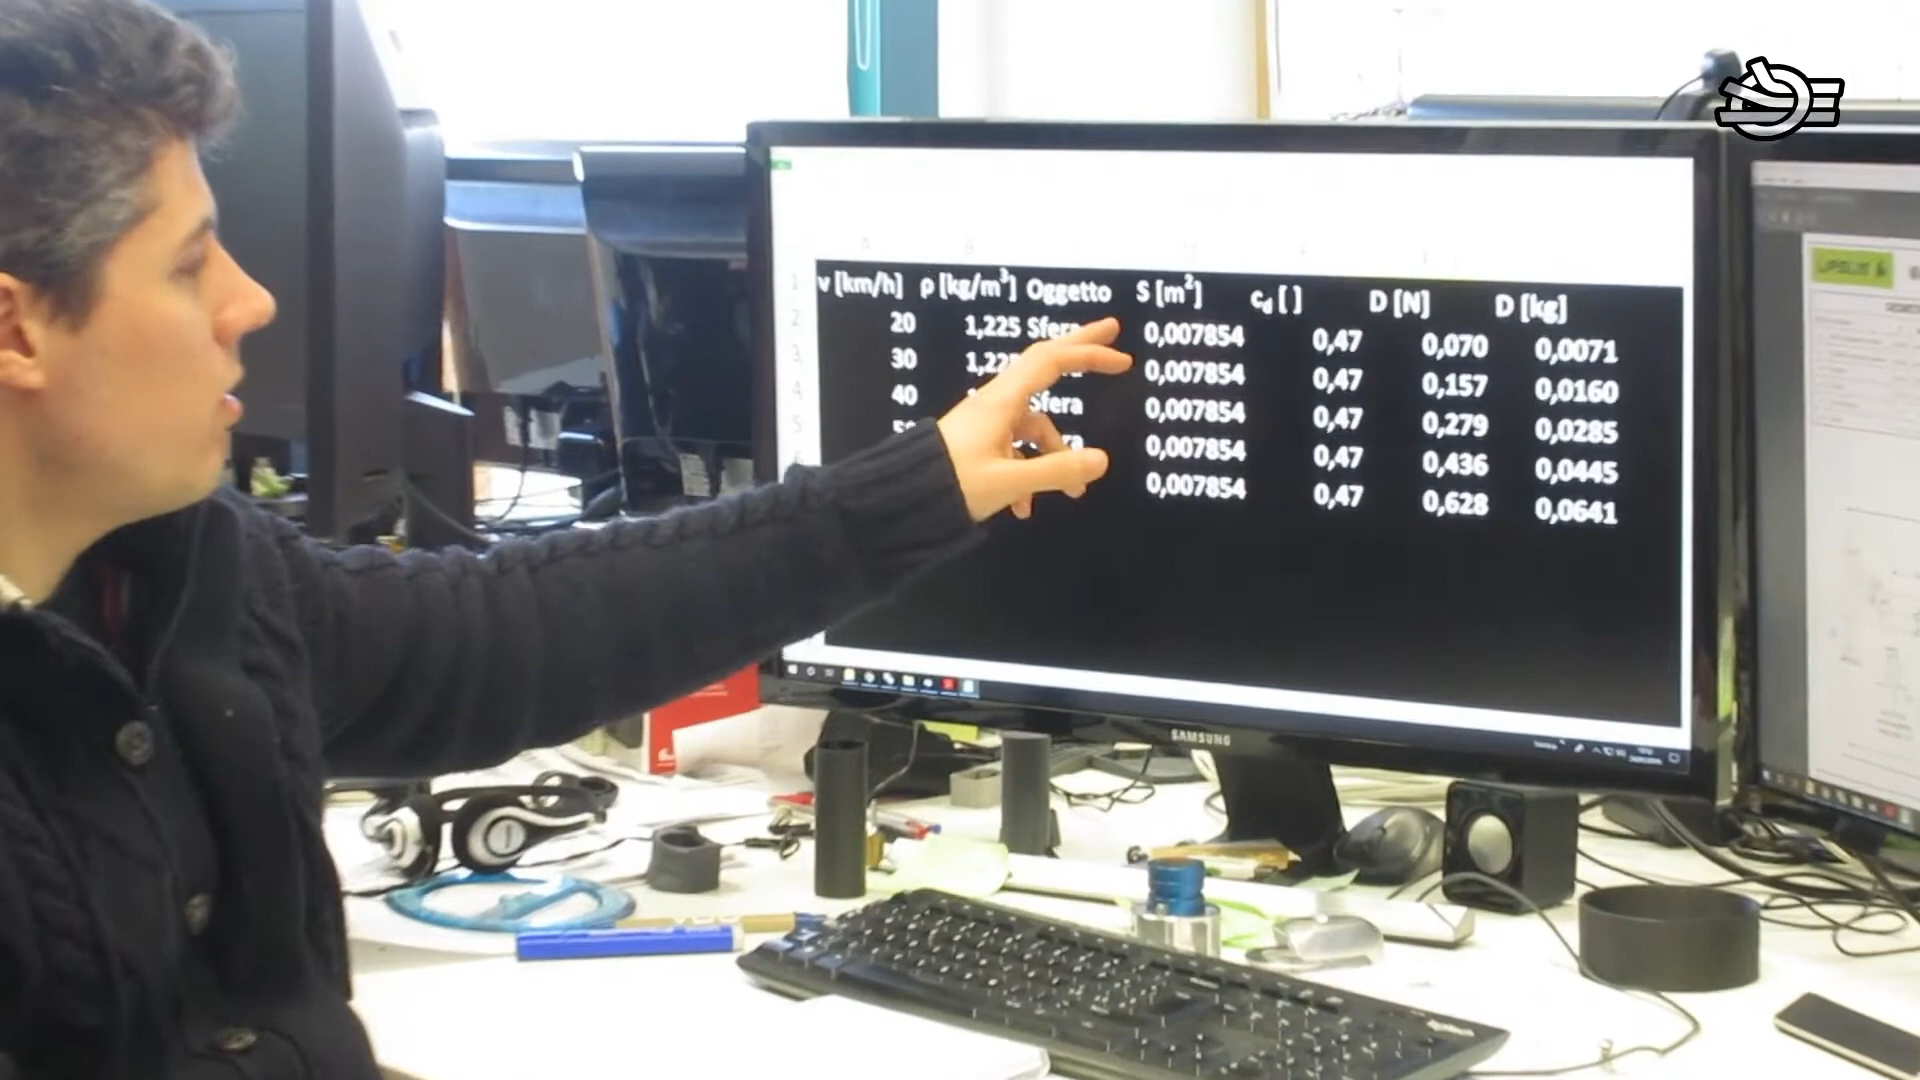 v [km/h] ρ [kg/m³] Oggetto S [m²] c_d [ ] D [N] D [kg]
20 1,225 Sfera 0,007854 0,47 0,070 0,0071
30 0,007854 0,47 0,157 0,0160
40 Sfera 0,007854 0,47 0,279 0,0285
0,007854 0,47 0,436 0,0445
0,007854 0,47 0,628 0,0641
SAMSUNG